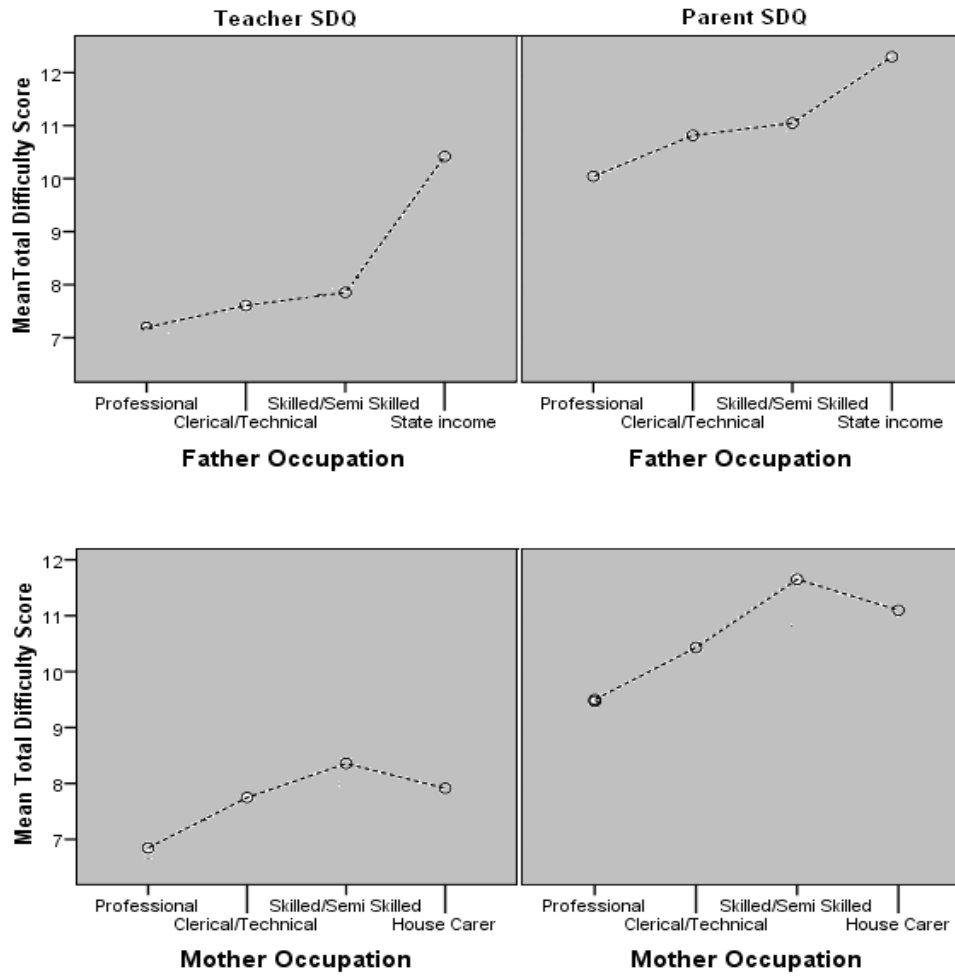 Teacher SDQ
Parent SDQ
MeanTotal Difficulty Score
12
11
10
9
8
7
Professional
Clerical/Technical
Skilled/Semi Skilled
State income
Father Occupation
Professional
Clerical/Technical
Skilled/Semi Skilled
State income
Father Occupation
Mean Total Difficulty Score
12
11
10
9
8
7
Professional
Clerical/Technical
Skilled/Semi Skilled
House Carer
Mother Occupation
Professional
Clerical/Technical
Skilled/Semi Skilled
House Carer
Mother Occupation